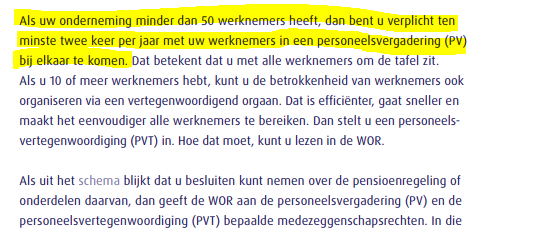 Als uw onderneming minder dan 50 werknemers heeft, dan bent u verplicht ten
minste twee keer per jaar met uw werknemers in een personeelsvergadering (PV)
bij elkaar te komen. Dat betekent dat u met alle werknemers om de tafel zit.
Als u 10 of meer werknemers hebt, kunt u de betrokkenheid van werknemers ook
organiseren via een vertegenwoordigend orgaan. Dat is efficiënter, gaat sneller en
maakt het eenvoudiger alle werknemers te bereiken. Dan stelt u een personeels-
vertegenwoordiging (PVT) in. Hoe dat moet, kunt u lezen in de WOR.
Als uit het schema blijkt dat u besluiten kunt nemen over de pensioenregeling of
onderdelen daarvan, dan geeft de WOR aan de personeelsvergadering (PV) en de
personeelsvertegenwoordiging (PVT) bepaalde medezeggenschapsrechten. In die